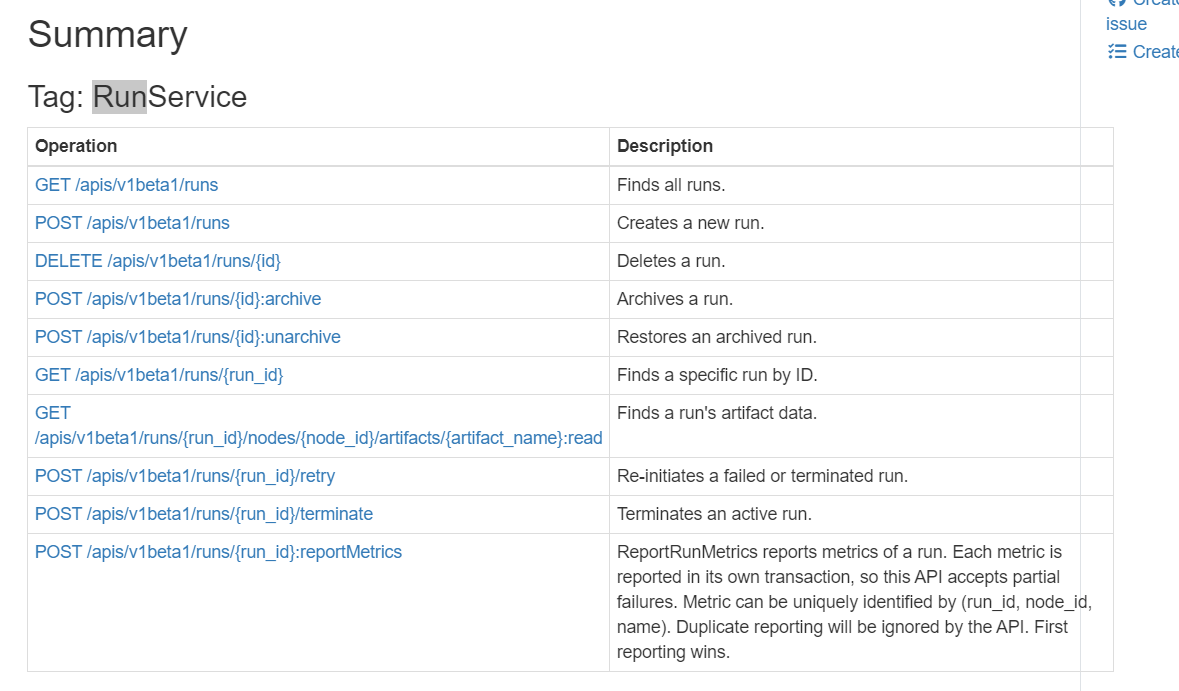 Summary
issue
Tag: RunService
Operation Description
GET /apis/v1beta1/runs Finds all runs.
POST /apis/v1beta1/runs Creates a new run.
DELETE /apis/v1beta1/runs/{id} Deletes a run.
POST /apis/v1beta1/runs/{id}:archive Archives a run.
POST /apis/v1beta1/runs/{id}:unarchive Restores an archived run.
GET /apis/v1beta1/runs/{run_id} Finds a specific run by ID.
GET Finds a run's artifact data.
/apis/v1beta1/runs/{run_id}/nodes/{node_id}/artifacts/{artifact_name}:read
POST /apis/v1beta1/runs/{run_id}/retry Re-initiates a failed or terminated run.
POST /apis/v1beta1/runs/{run_id}/terminate Terminates an active run.
POST /apis/v1beta1/runs/{run_id}:reportMetrics ReportRunMetrics reports metrics of a run. Each metric is
reported in its own transaction, so this API accepts partial
failures. Metric can be uniquely identified by (run_id, node_id,
name). Duplicate reporting will be ignored by the API. First
reporting wins.